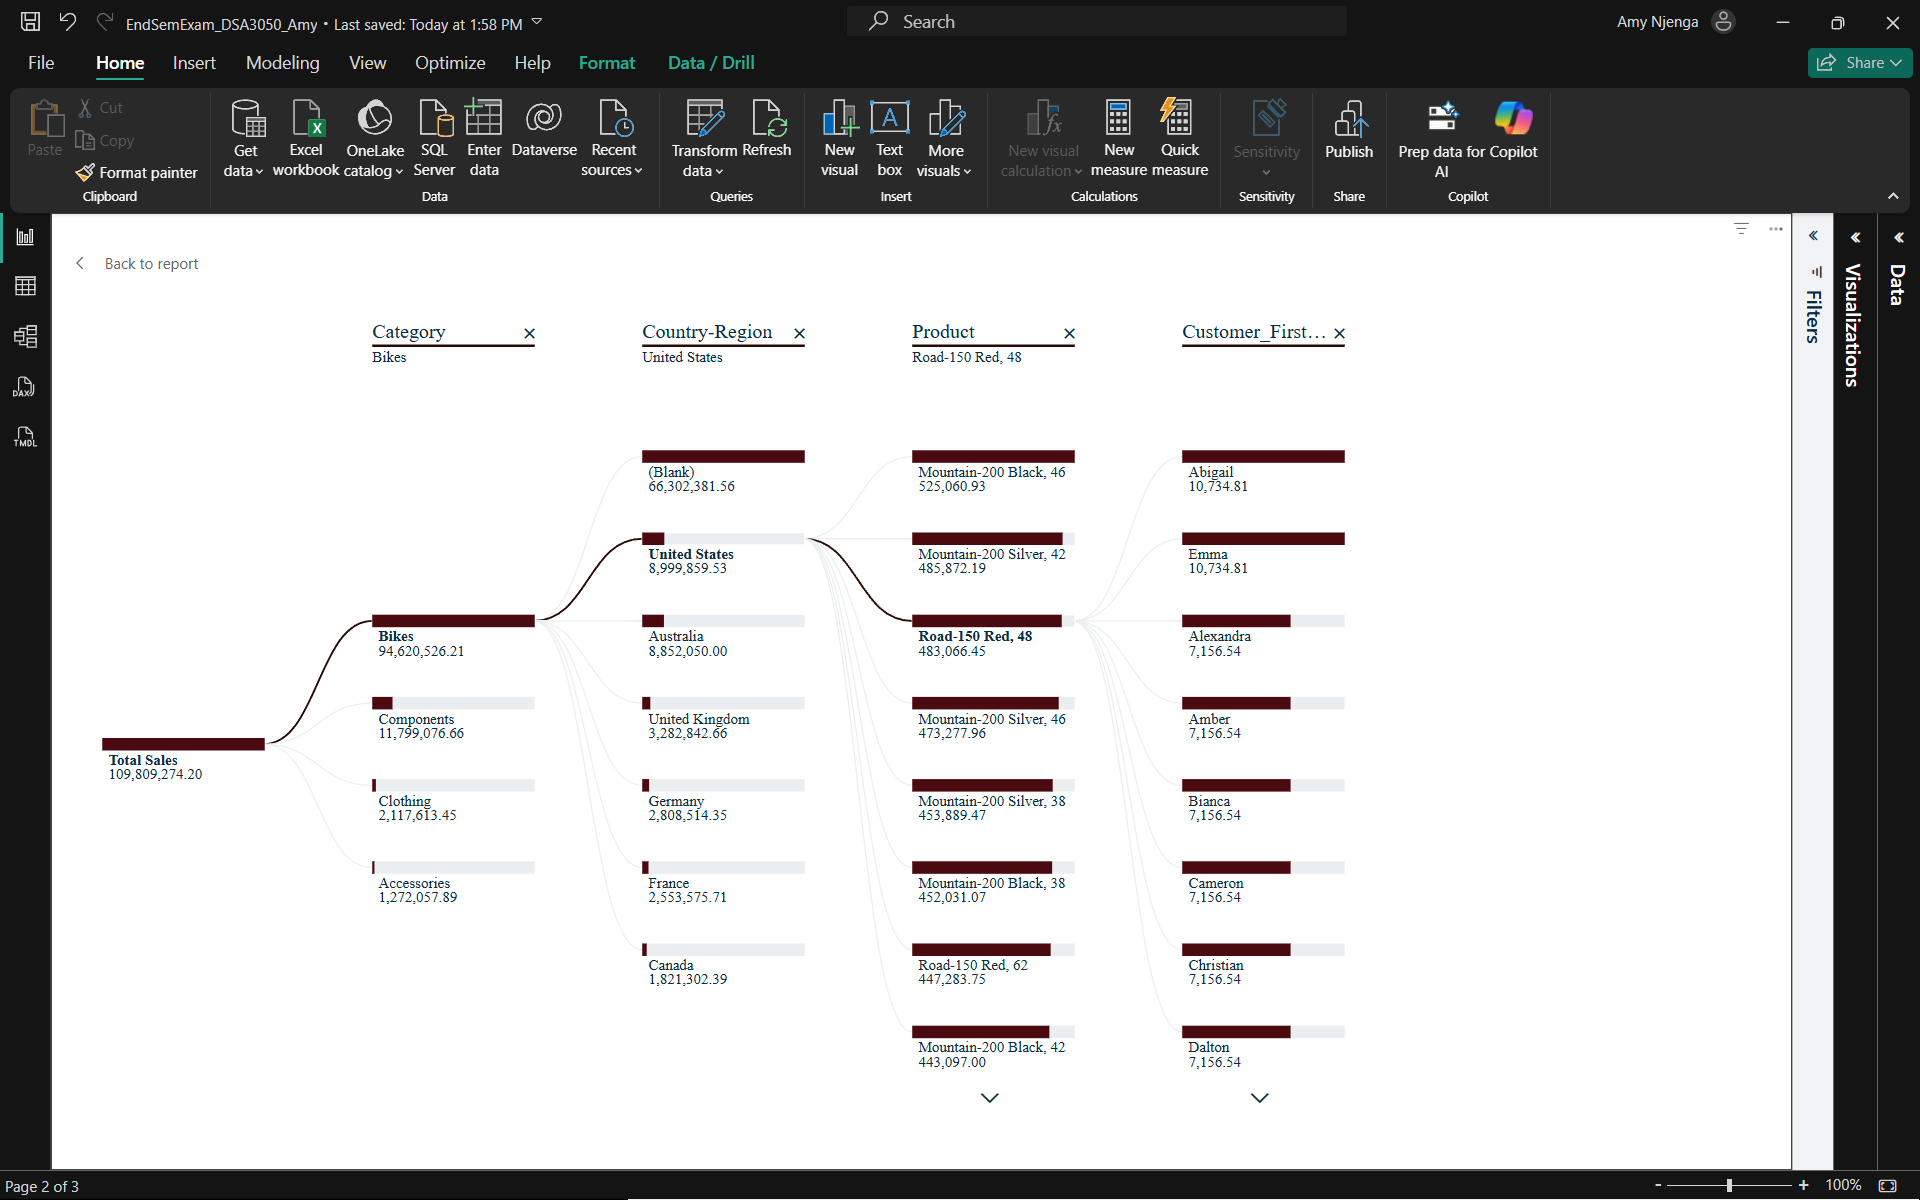 EndSemExam_DSA3050_Amy • Last saved: Today at 1:58 PM
Search
Amy Njenga
File
Home
Insert
Modeling
View
Optimize
Help
Format
Data / Drill
Share
Paste
Cut
Copy
Format painter
Clipboard
Get data
Excel workbook
OneLake catalog
SQL Server
Enter data
Dataverse
Recent sources
Data
Transform data
Refresh
Queries
New visual
Text box
More visuals
Insert
New visual calculation
New measure
Quick measure
Calculations
Sensitivity
Sensitivity
Publish
Share
Prep data for AI
Copilot
Copilot
DAX
TMDL
Back to report
Filters
Visualizations
Data
Category
Bikes
Country-Region
United States
Product
Road-150 Red, 48
Customer_First...
Total Sales
109,809,274.20
Bikes
94,620,526.21
Components
11,799,076.66
Clothing
2,117,613.45
Accessories
1,272,057.89
(Blank)
66,302,381.56
United States
8,999,859.53
Australia
8,852,050.00
United Kingdom
3,282,842.66
Germany
2,808,514.35
France
2,553,575.71
Canada
1,821,302.39
Mountain-200 Black, 46
525,060.93
Mountain-200 Silver, 42
485,872.19
Road-150 Red, 48
483,066.45
Mountain-200 Silver, 46
473,277.96
Mountain-200 Silver, 38
453,889.47
Mountain-200 Black, 38
452,031.07
Road-150 Red, 62
447,283.75
Mountain-200 Black, 42
443,097.00
Abigail
10,734.81
Emma
10,734.81
Alexandra
7,156.54
Amber
7,156.54
Bianca
7,156.54
Cameron
7,156.54
Christian
7,156.54
Dalton
7,156.54
Page 2 of 3
- + 100%